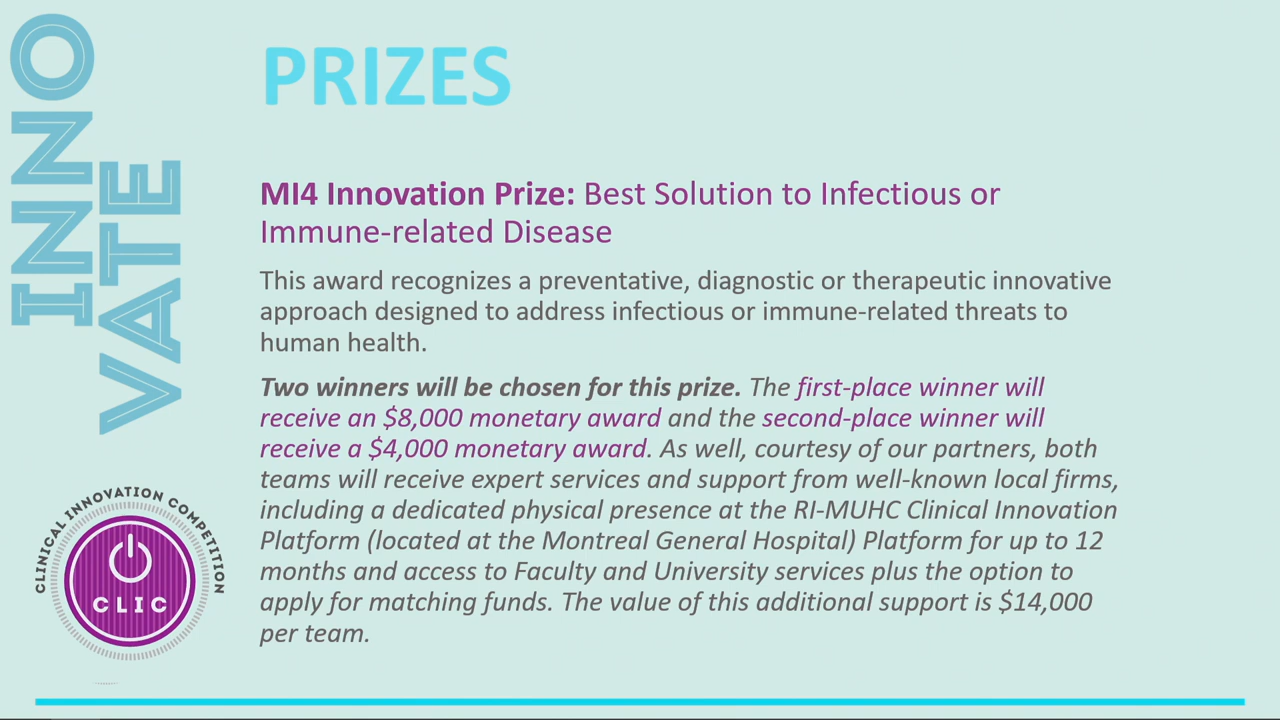 INNO
VATE
PRIZES
MI4 Innovation Prize: Best Solution to Infectious or
Immune-related Disease
This award recognizes a preventative, diagnostic or therapeutic innovative
approach designed to address infectious or immune-related threats to
human health.
Two winners will be chosen for this prize. The first-place winner will
receive an $8,000 monetary award and the second-place winner will
receive a $4,000 monetary award. As well, courtesy of our partners, both
teams will receive expert services and support from well-known local firms,
including a dedicated physical presence at the RI-MUHC Clinical Innovation
Platform (located at the Montreal General Hospital) Platform for up to 12
months and access to Faculty and University services plus the option to
apply for matching funds. The value of this additional support is $14,000
per team.
CLINICAL INNOVATION COMPETITION
CLIC